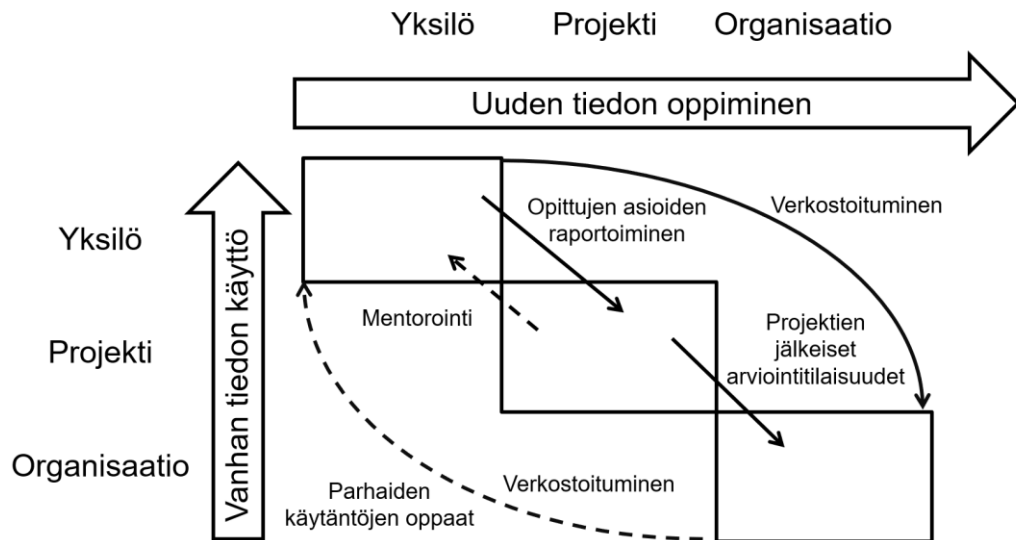 Yksilö Projekti Organisaatio
Uuden tiedon oppiminen
Vanhan tiedon käyttö
Yksilö
Projekti
Organisaatio
Opittujen asioiden
raportoiminen
Verkostoituminen
Mentorointi
Projektien
jälkeiset
arviointitilaisuudet
Parhaiden
käytäntöjen oppaat
Verkostoituminen